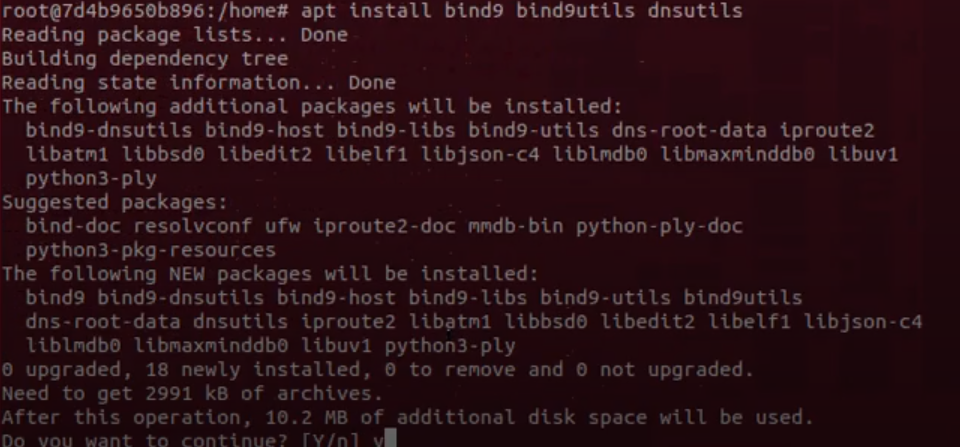 root@7d4b9650b896:/home# apt install bind9 bind9utils dnsutils
Reading package lists... Done
Building dependency tree
Reading state information... Done
The following additional packages will be installed:
  bind9-dnsutils bind9-host bind9-libs bind9-utils dns-root-data iproute2
  libatm1 libbsd0 libedit2 libelf1 libjson-c4 liblmdb0 libmaxminddb0 libuv1
  python3-ply
Suggested packages:
  bind-doc resolvconf ufw iproute2-doc mmdb-bin python-ply-doc
  python3-pkg-resources
The following NEW packages will be installed:
  bind9 bind9-dnsutils bind9-host bind9-libs bind9-utils bind9utils
  dns-root-data dnsutils iproute2 libatm1 libbsd0 libedit2 libelf1 libjson-c4
  liblmdb0 libmaxminddb0 libuv1 python3-ply
0 upgraded, 18 newly installed, 0 to remove and 0 not upgraded.
Need to get 2991 kB of archives.
After this operation, 10.2 MB of additional disk space will be used.
Do you want to continue? [Y/n] y